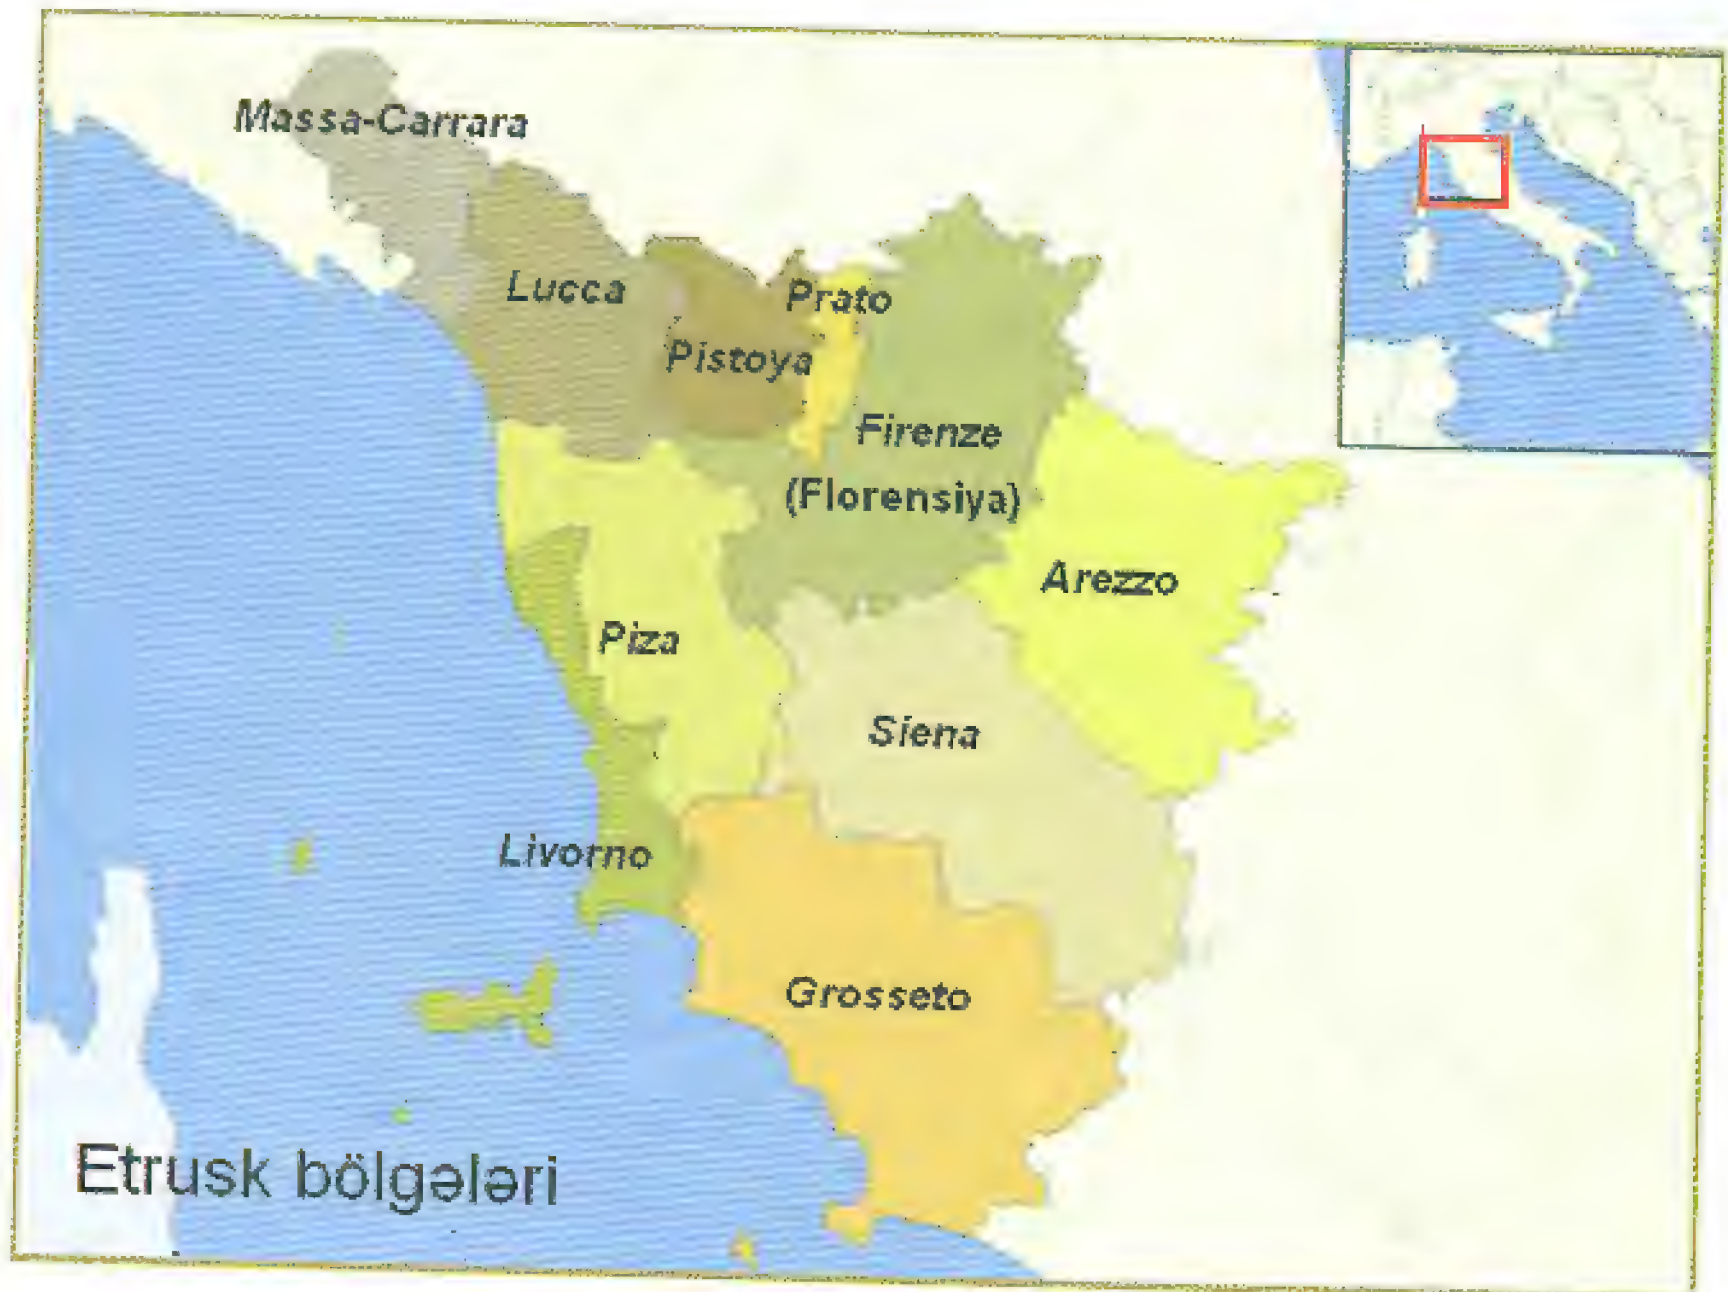 Massa-Carrara
Lucca
Prato
Pistoya
Firenze
(Florensiya)
Arezzo
Piza
Siena
Livorno
Grosseto
Etrusk bölgələri